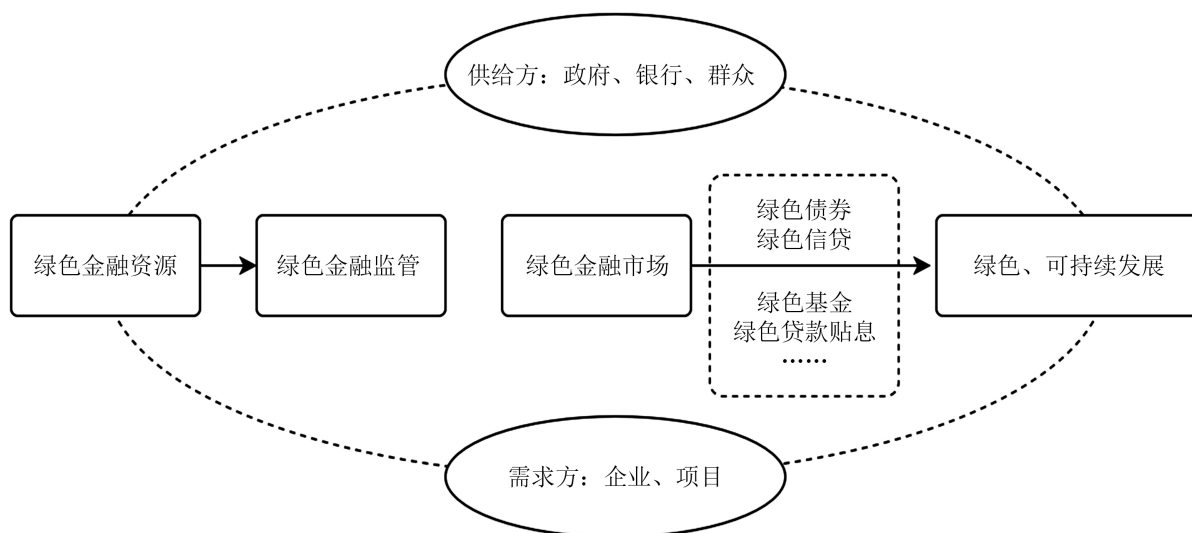 供给方：政府、银行、群众
绿色金融资源
绿色金融监管
绿色金融市场
绿色债券
绿色信贷
绿色基金
绿色贷款贴息
……
绿色、可持续发展
需求方：企业、项目